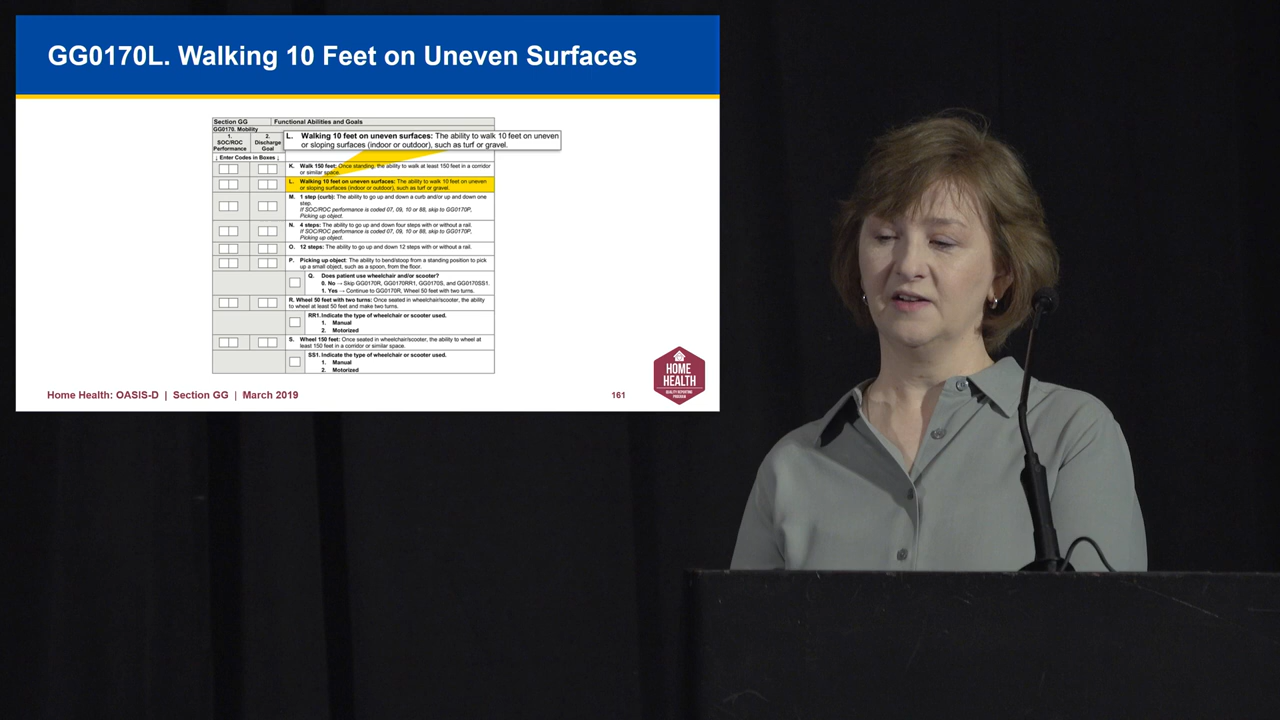 GG0170L. Walking 10 Feet on Uneven Surfaces
Section GG Functional Abilities and Goals
GG0170. Mobility
1.
SOC/ROC
Performance
2.
Discharge
Goal
L. Walking 10 feet on uneven surfaces: The ability to walk 10 feet on uneven
or sloping surfaces (indoor or outdoor), such as turf or gravel.
↓ Enter Codes in Boxes ↓
K. Walk 150 feet: Once standing, the ability to walk at least 150 feet in a corridor
or similar space.
L. Walking 10 feet on uneven surfaces: The ability to walk 10 feet on uneven
or sloping surfaces (indoor or outdoor), such as turf or gravel.
M. 1 step (curb): The ability to go up and down a curb and/or up and down one
step.
If SOC/ROC performance is coded 07, 09, 10 or 88, skip to GG0170P,
Picking up object.
N. 4 steps: The ability to go up and down four steps with or without a rail.
If SOC/ROC performance is coded 07, 09, 10 or 88, skip to GG0170P,
Picking up object.
O. 12 steps: The ability to go up and down 12 steps with or without a rail.
P. Picking up object: The ability to bend/stoop from a standing position to pick
up a small object, such as a spoon, from the floor.
Q. Does patient use wheelchair and/or scooter?
0. No → Skip GG0170R, GG0170RR1, GG0170S, and GG0170SS1.
1. Yes → Continue to GG0170R, Wheel 50 feet with two turns.
R. Wheel 50 feet with two turns: Once seated in wheelchair/scooter, the ability
to wheel at least 50 feet and make two turns.
RR1. Indicate the type of wheelchair or scooter used.
1. Manual
2. Motorized
S. Wheel 150 feet: Once seated in wheelchair/scooter, the ability to wheel at
least 150 feet in a corridor or similar space.
SS1. Indicate the type of wheelchair or scooter used.
1. Manual
2. Motorized
HOME
HEALTH
QUALITY REPORTING
PROGRAM
Home Health: OASIS-D | Section GG | March 2019
161